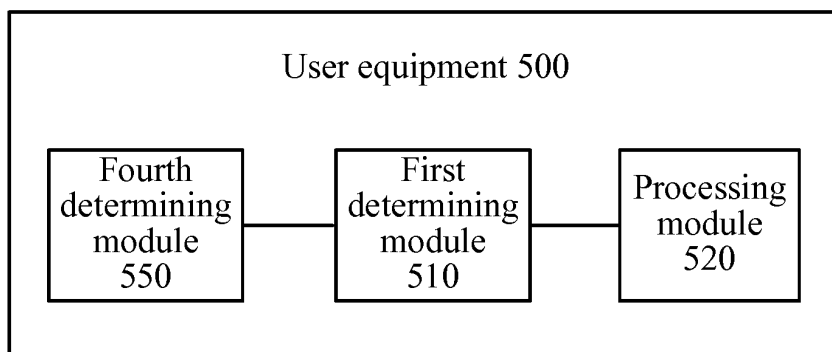 User equipment 500
Fourth
determining
module
550
First
determining
module
510
Processing
module
520